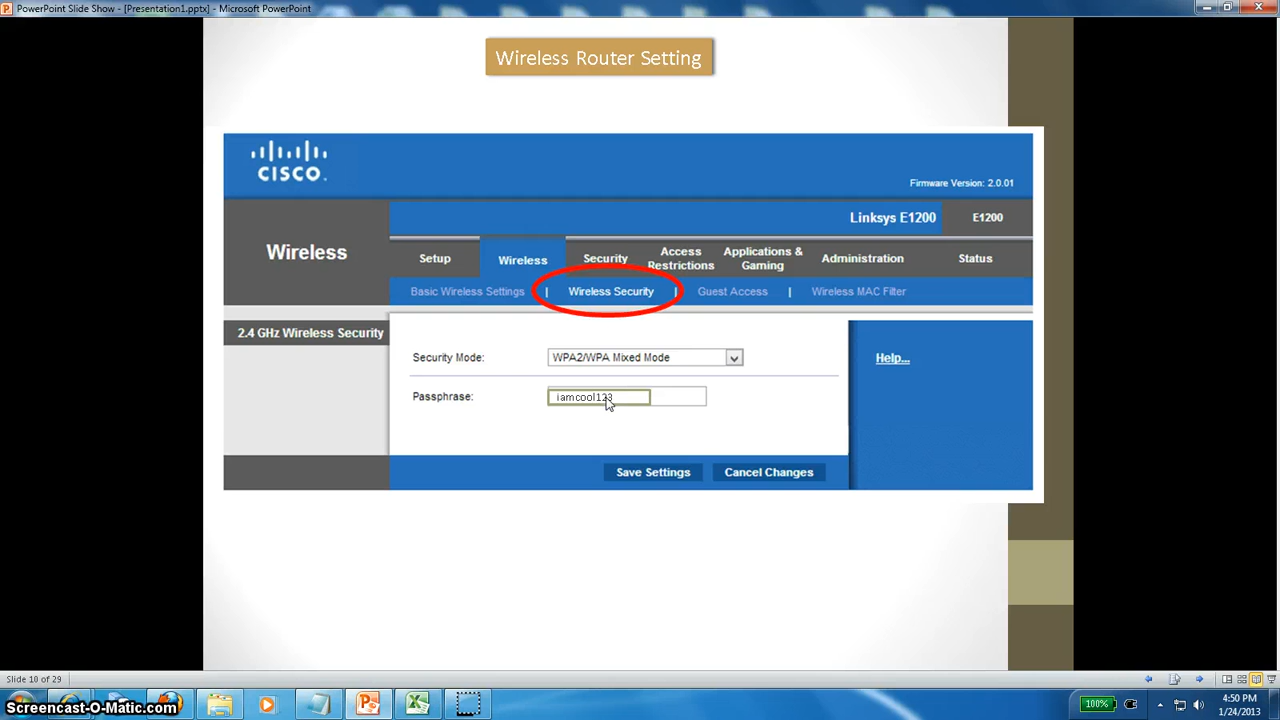 PowerPoint Slide Show - [Presentation1.pptx] - Microsoft PowerPoint
Wireless Router Setting
CISCO.
Firmware Version: 2.0.01
Linksys E1200 E1200
Wireless
Setup Wireless Security Access Restrictions Applications & Gaming Administration Status
Basic Wireless Settings | Wireless Security | Guest Access | Wireless MAC Filter
2.4 GHz Wireless Security
Security Mode: WPA2/WPA Mixed Mode
Help...
Passphrase: iamcool123
Save Settings Cancel Changes
Slide 10 of 29
Screencast-O-Matic.com
100%
4:50 PM
1/24/2013